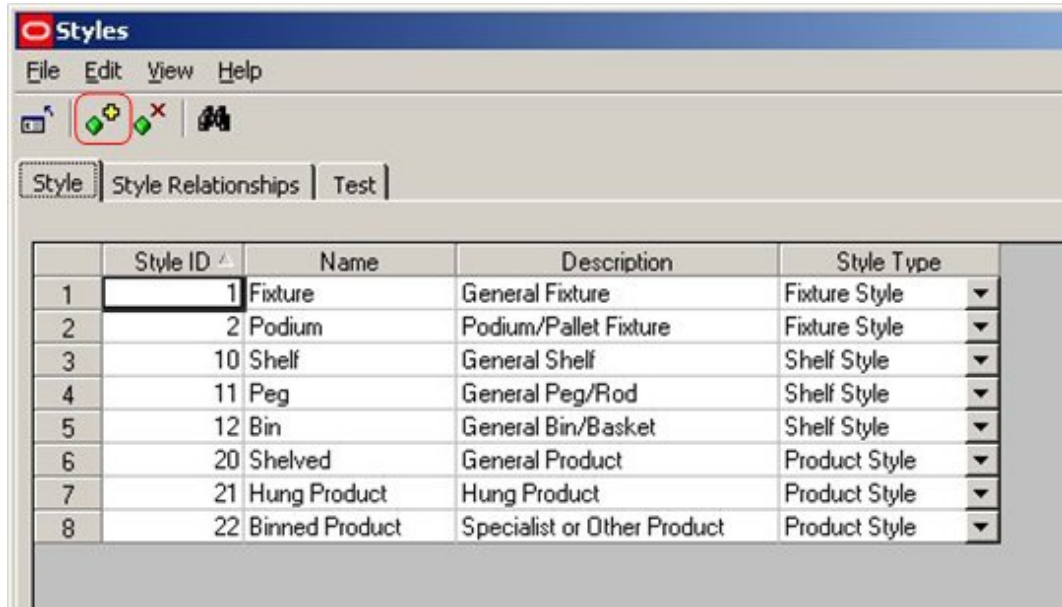 Styles
File Edit View Help
Style Style Relationships Test
Style ID Name Description Style Type
1 1 Fixture General Fixture Fixture Style
2 2 Podium Podium/Pallet Fixture Fixture Style
3 10 Shelf General Shelf Shelf Style
4 11 Peg General Peg/Rod Shelf Style
5 12 Bin General Bin/Basket Shelf Style
6 20 Shelved General Product Product Style
7 21 Hung Product Hung Product Product Style
8 22 Binned Product Specialist or Other Product Product Style